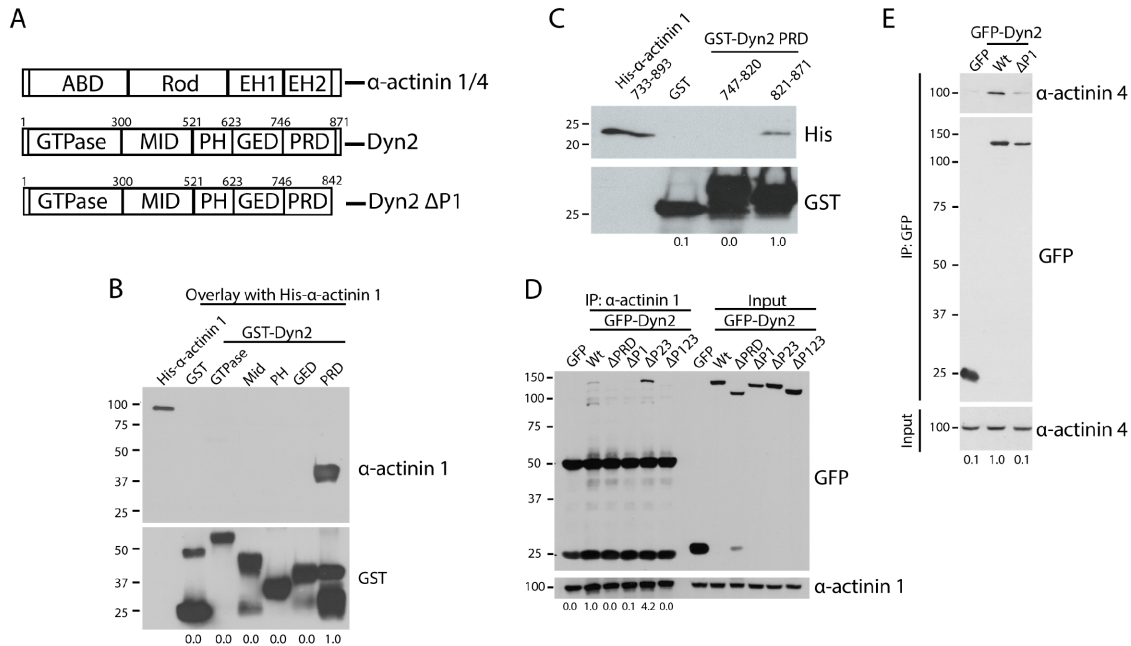 A
ABD Rod EH1 EH2 α-actinin 1/4
1 300 521 623 746 871
GTPase MID PH GED PRD Dyn2
1 300 521 623 746 842
GTPase MID PH GED PRD Dyn2 ΔP1
B
Overlay with His-α-actinin 1
GST-Dyn2
His-α-actinin 1 GST GTPase Mid PH GED PRD
100
75
50
37
25
α-actinin 1
50
37
25
GST
0.0 0.0 0.0 0.0 0.0 1.0
C
His-α-actinin 1
733-893
GST
GST-Dyn2 PRD
747-820 821-871
25
20
His
25
GST
0.1 0.0 1.0
D
IP: α-actinin 1 Input
GFP-Dyn2 GFP-Dyn2
GFP Wt ΔPRD ΔP1 ΔP23 ΔP123 GFP Wt ΔPRD ΔP1 ΔP23 ΔP123
150
100
75
50
37
25
GFP
100
α-actinin 1
0.0 1.0 0.0 0.1 4.2 0.0
E
GFP-Dyn2
GFP Wt ΔP1
IP: GFP
100
α-actinin 4
150
100
75
50
37
25
GFP
Input
100
α-actinin 4
0.1 1.0 0.1